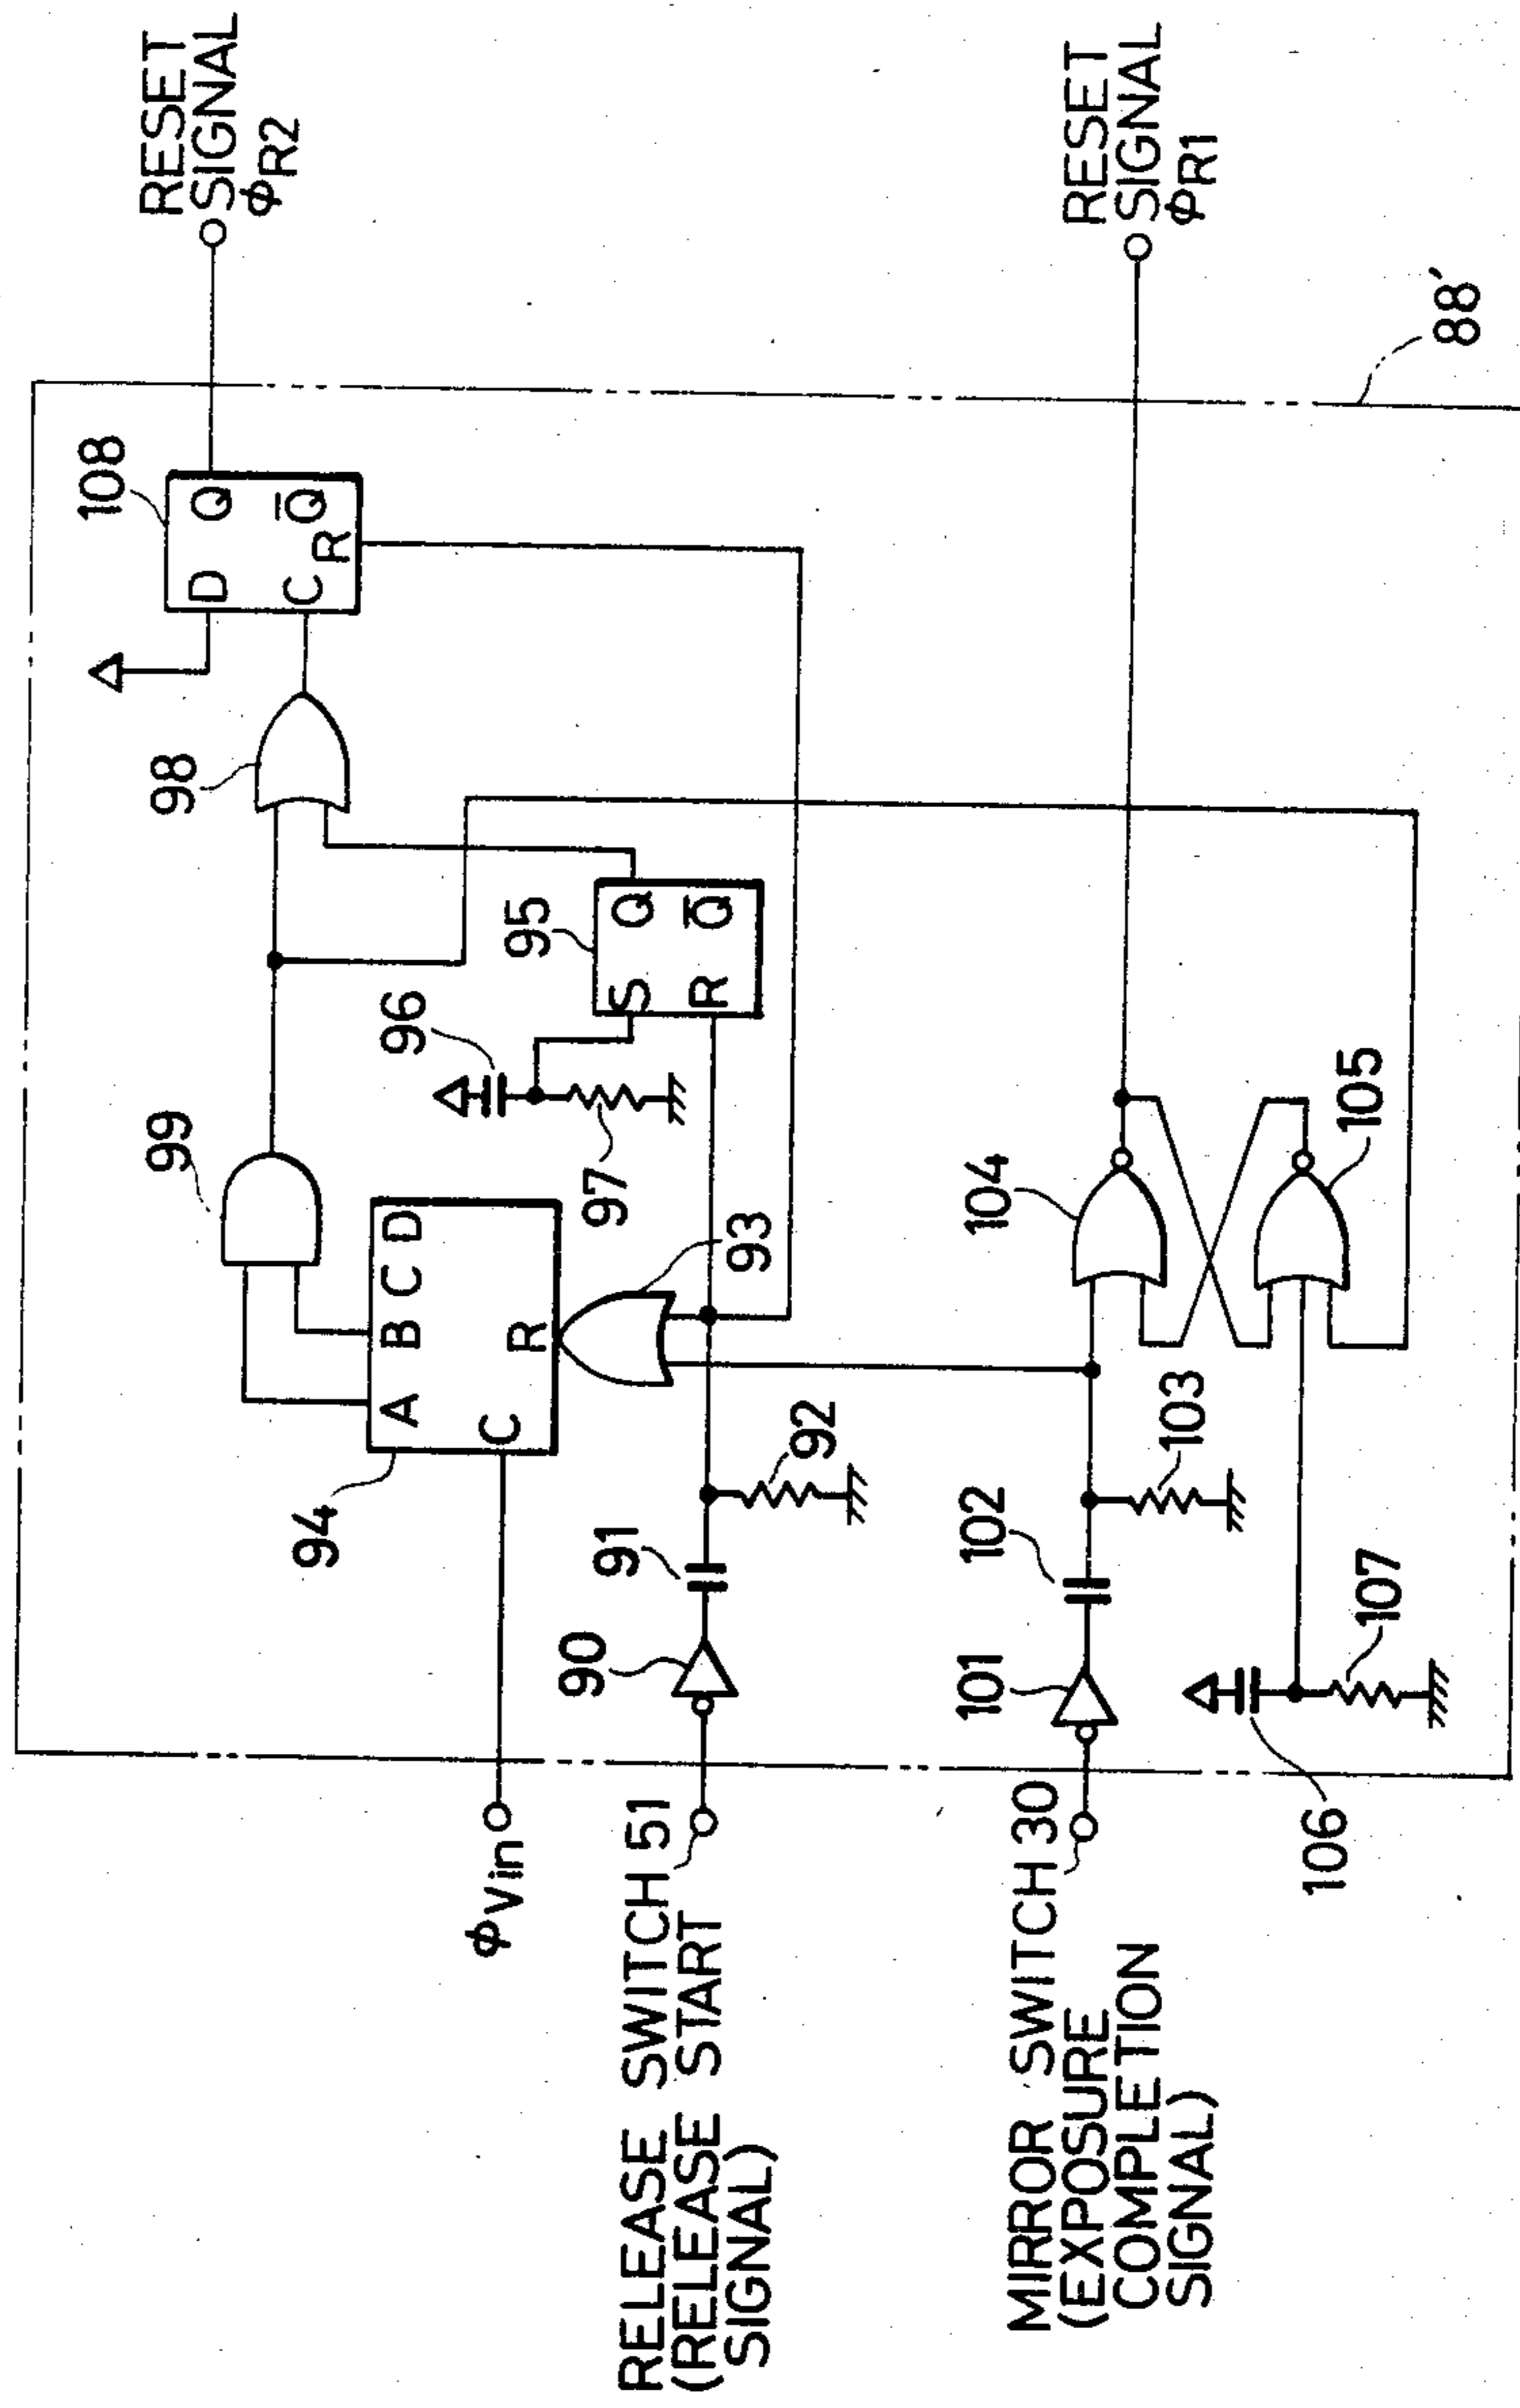 RESET
SIGNAL
φR2
RESET
SIGNAL
φR1
88'
108
D Q
C Q̅
R
98
99
96
95
S Q
R Q̅
97
94
A B C D
C R
93
φVin
90
91
92
RELEASE SWITCH 51
(RELEASE START
SIGNAL)
104
105
101
102
103
MIRROR SWITCH 30
(EXPOSURE
COMPLETION
SIGNAL)
106
107